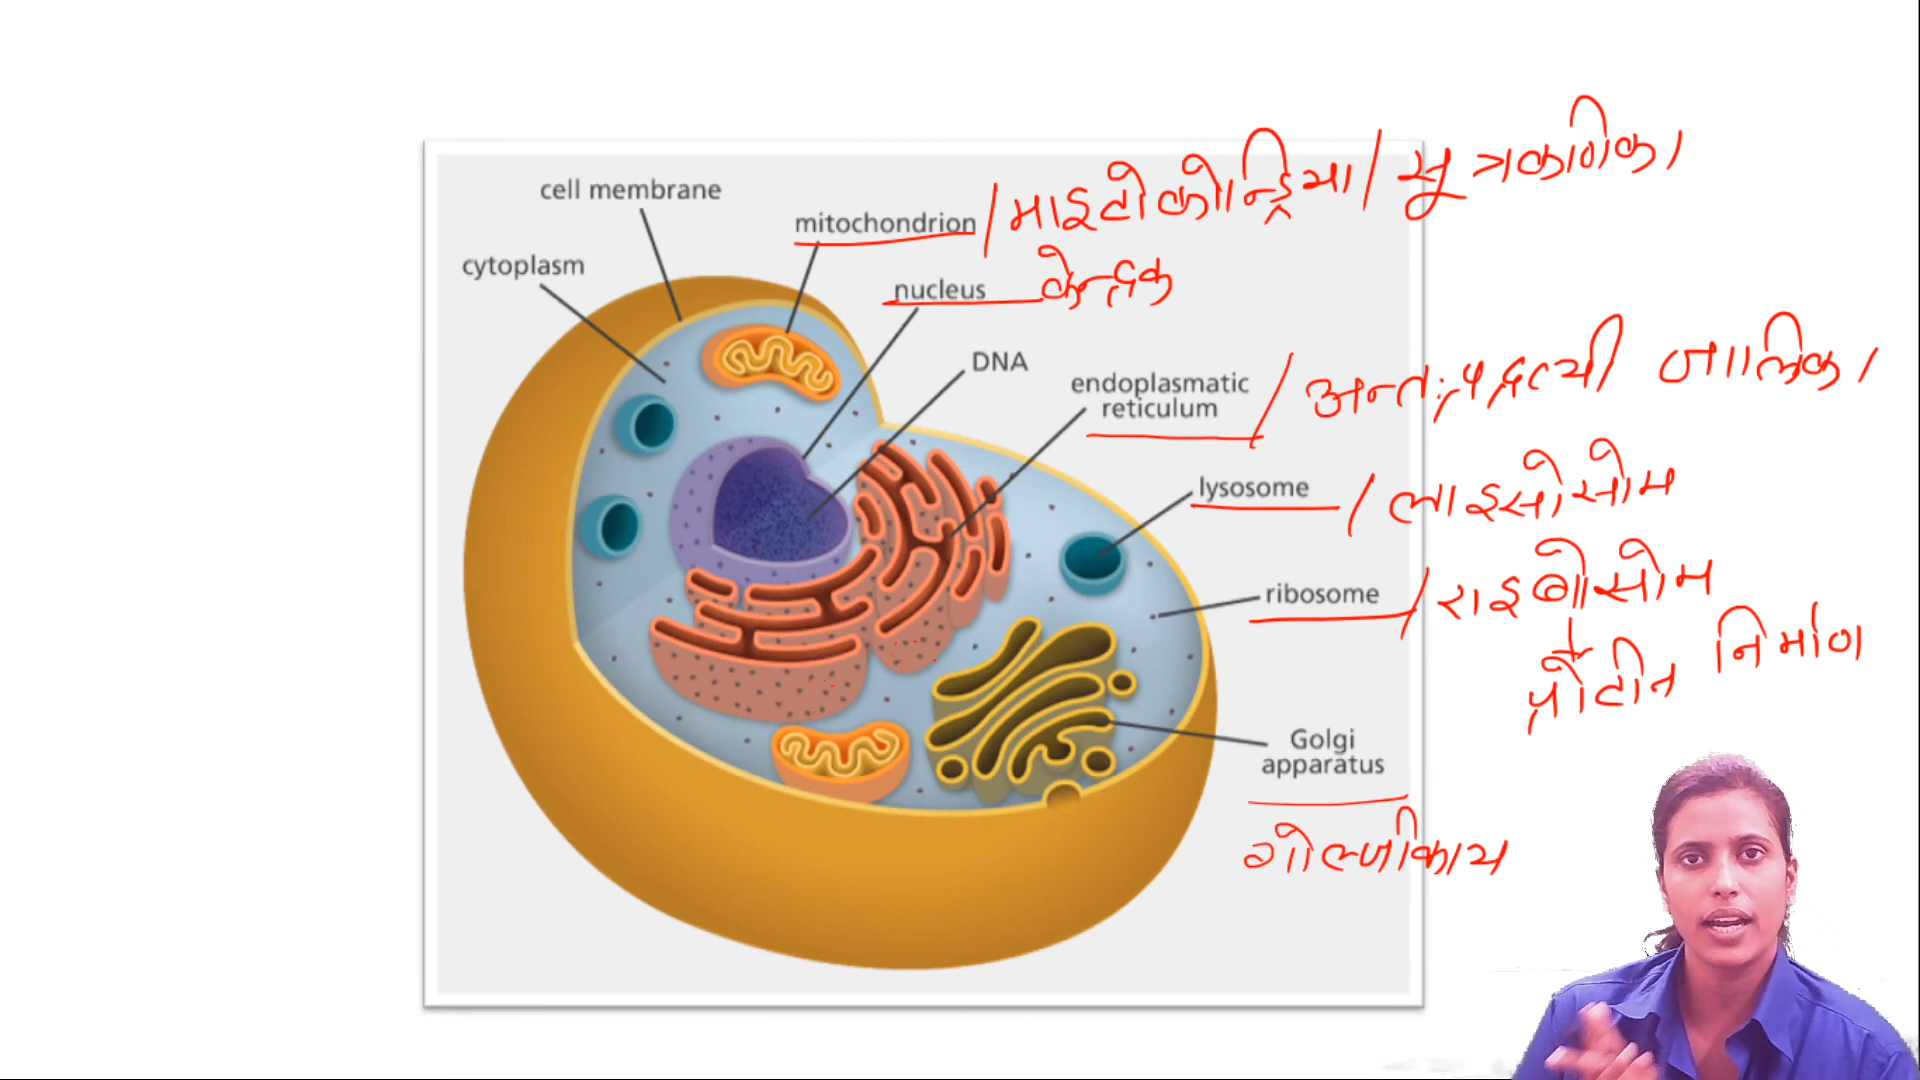 cell membrane
mitochondrion / माइटोकोन्ड्रिया / सूत्रकणिका
cytoplasm
nucleus केन्द्रक
DNA
endoplasmatic
reticulum / अन्तःप्रद्रव्यी जालिका
lysosome / लाइसोसोम
ribosome / राइबोसोम
प्रोटीन निर्माण
Golgi
apparatus
गोल्जीकाय